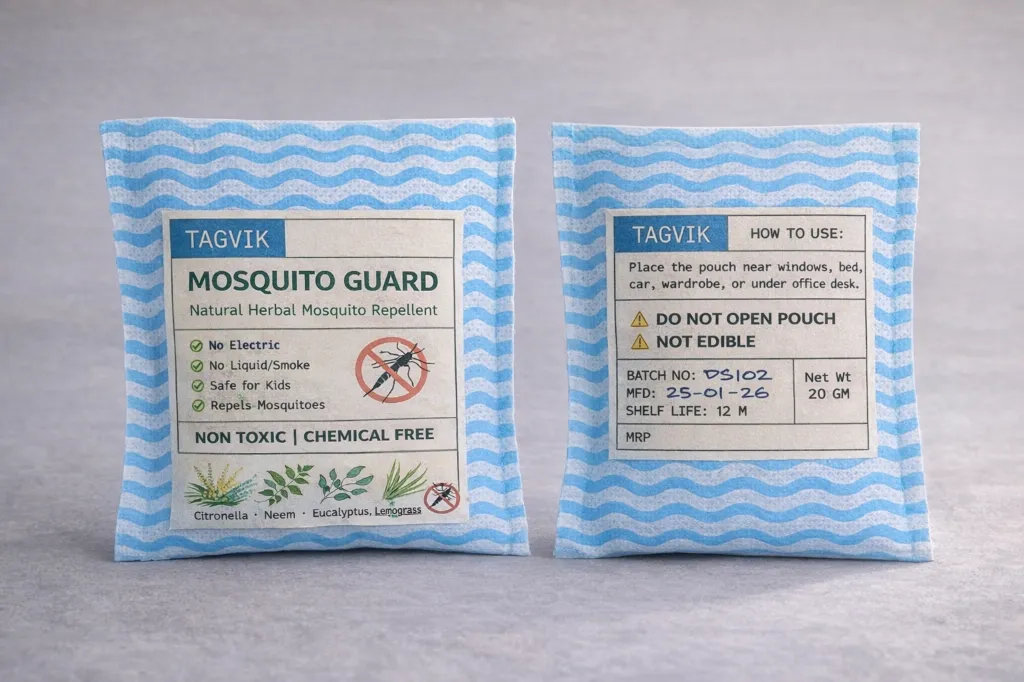 TAGVIK
MOSQUITO GUARD
Natural Herbal Mosquito Repellent
No Electric
No Liquid/Smoke
Safe for Kids
Repels Mosquitoes
NON TOXIC | CHEMICAL FREE
Citronella · Neem · Eucalyptus, Lemograss
TAGVIK
HOW TO USE:
Place the pouch near windows, bed,
car, wardrobe, or under office desk.
DO NOT OPEN POUCH
NOT EDIBLE
BATCH NO: DS102
MFD: 25-01-26
SHELF LIFE: 12 M
Net Wt
20 GM
MRP